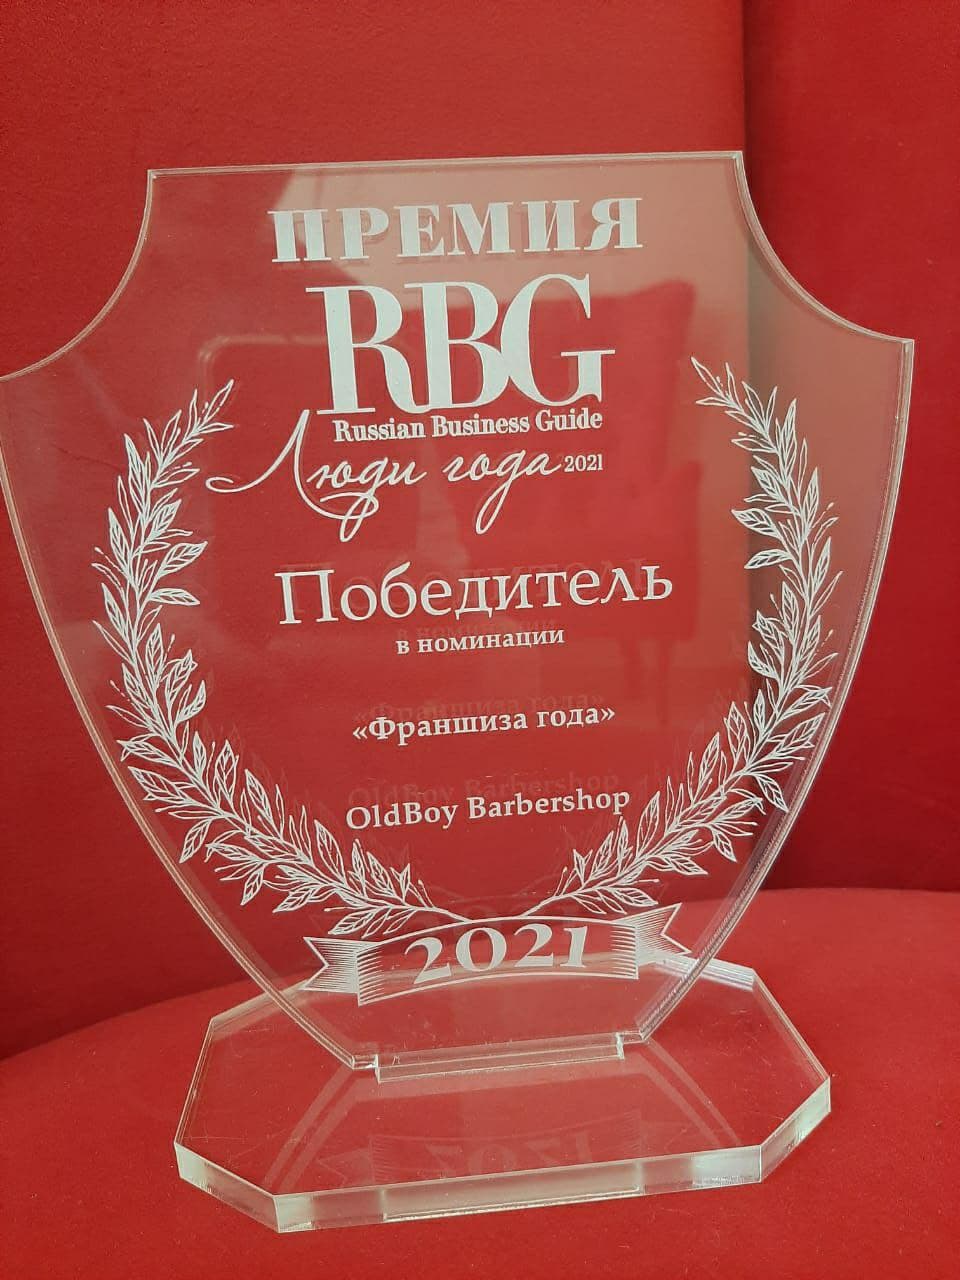 ПРЕМИЯ
RBG
Russian Business Guide
Люди года 2021
Победитель
в номинации
«Франшиза года»
OldBoy Barbershop
2021